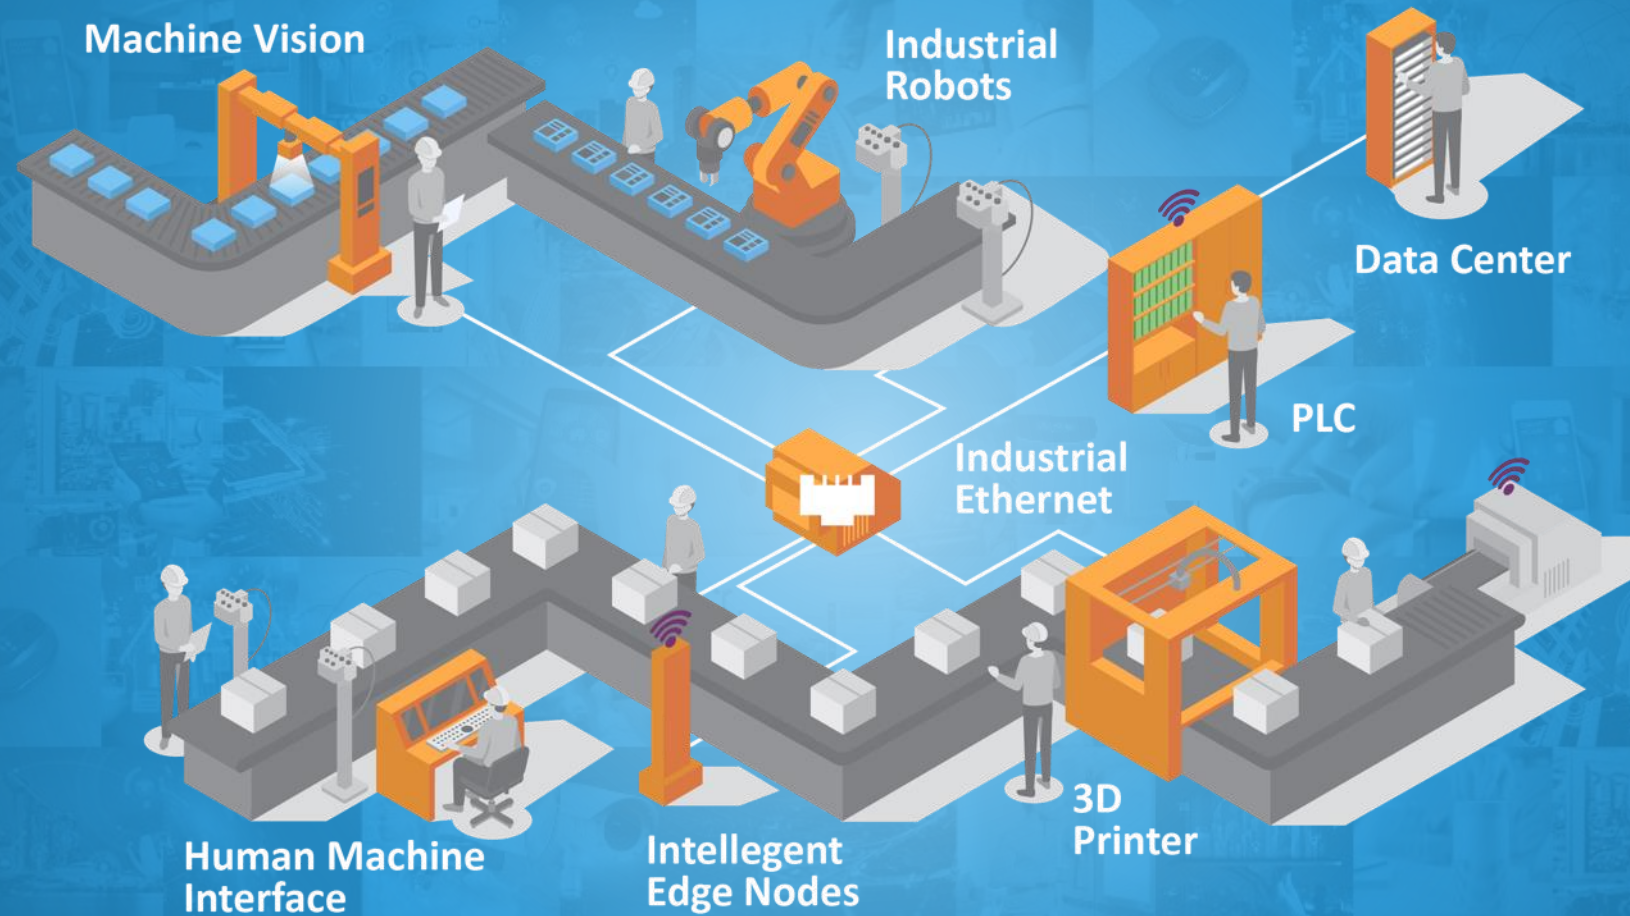 Machine Vision
Industrial
Robots
Data Center
PLC
Industrial
Ethernet
Human Machine
Interface
Intellegent
Edge Nodes
3D
Printer